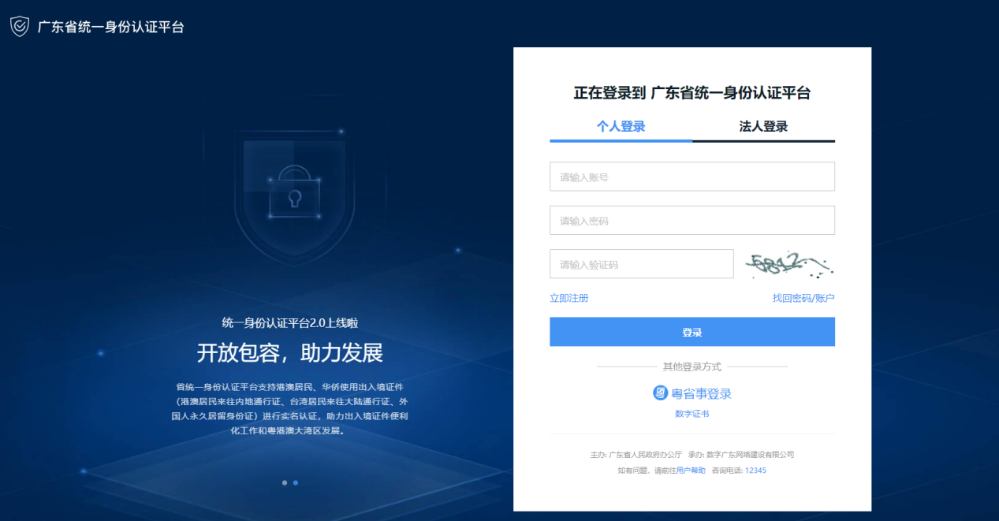 广东省统一身份认证平台
统一身份认证平台2.0上线啦
开放包容，助力发展
省统一身份认证平台支持港澳居民、华侨使用出入境证件
（港澳居民来往内地通行证、台湾居民来往大陆通行证、外
国人永久居留身份证）进行实名认证，助力出入境证件便利
化工作和粤港澳大湾区发展。
正在登录到 广东省统一身份认证平台
个人登录 法人登录
请输入账号
请输入密码
请输入验证码
立即注册 找回密码/账户
登录
其他登录方式
粤省事登录
数字证书
主办: 广东省人民政府办公厅 承办: 数字广东网络建设有限公司
如有问题，请前往用户帮助 咨询电话: 12345